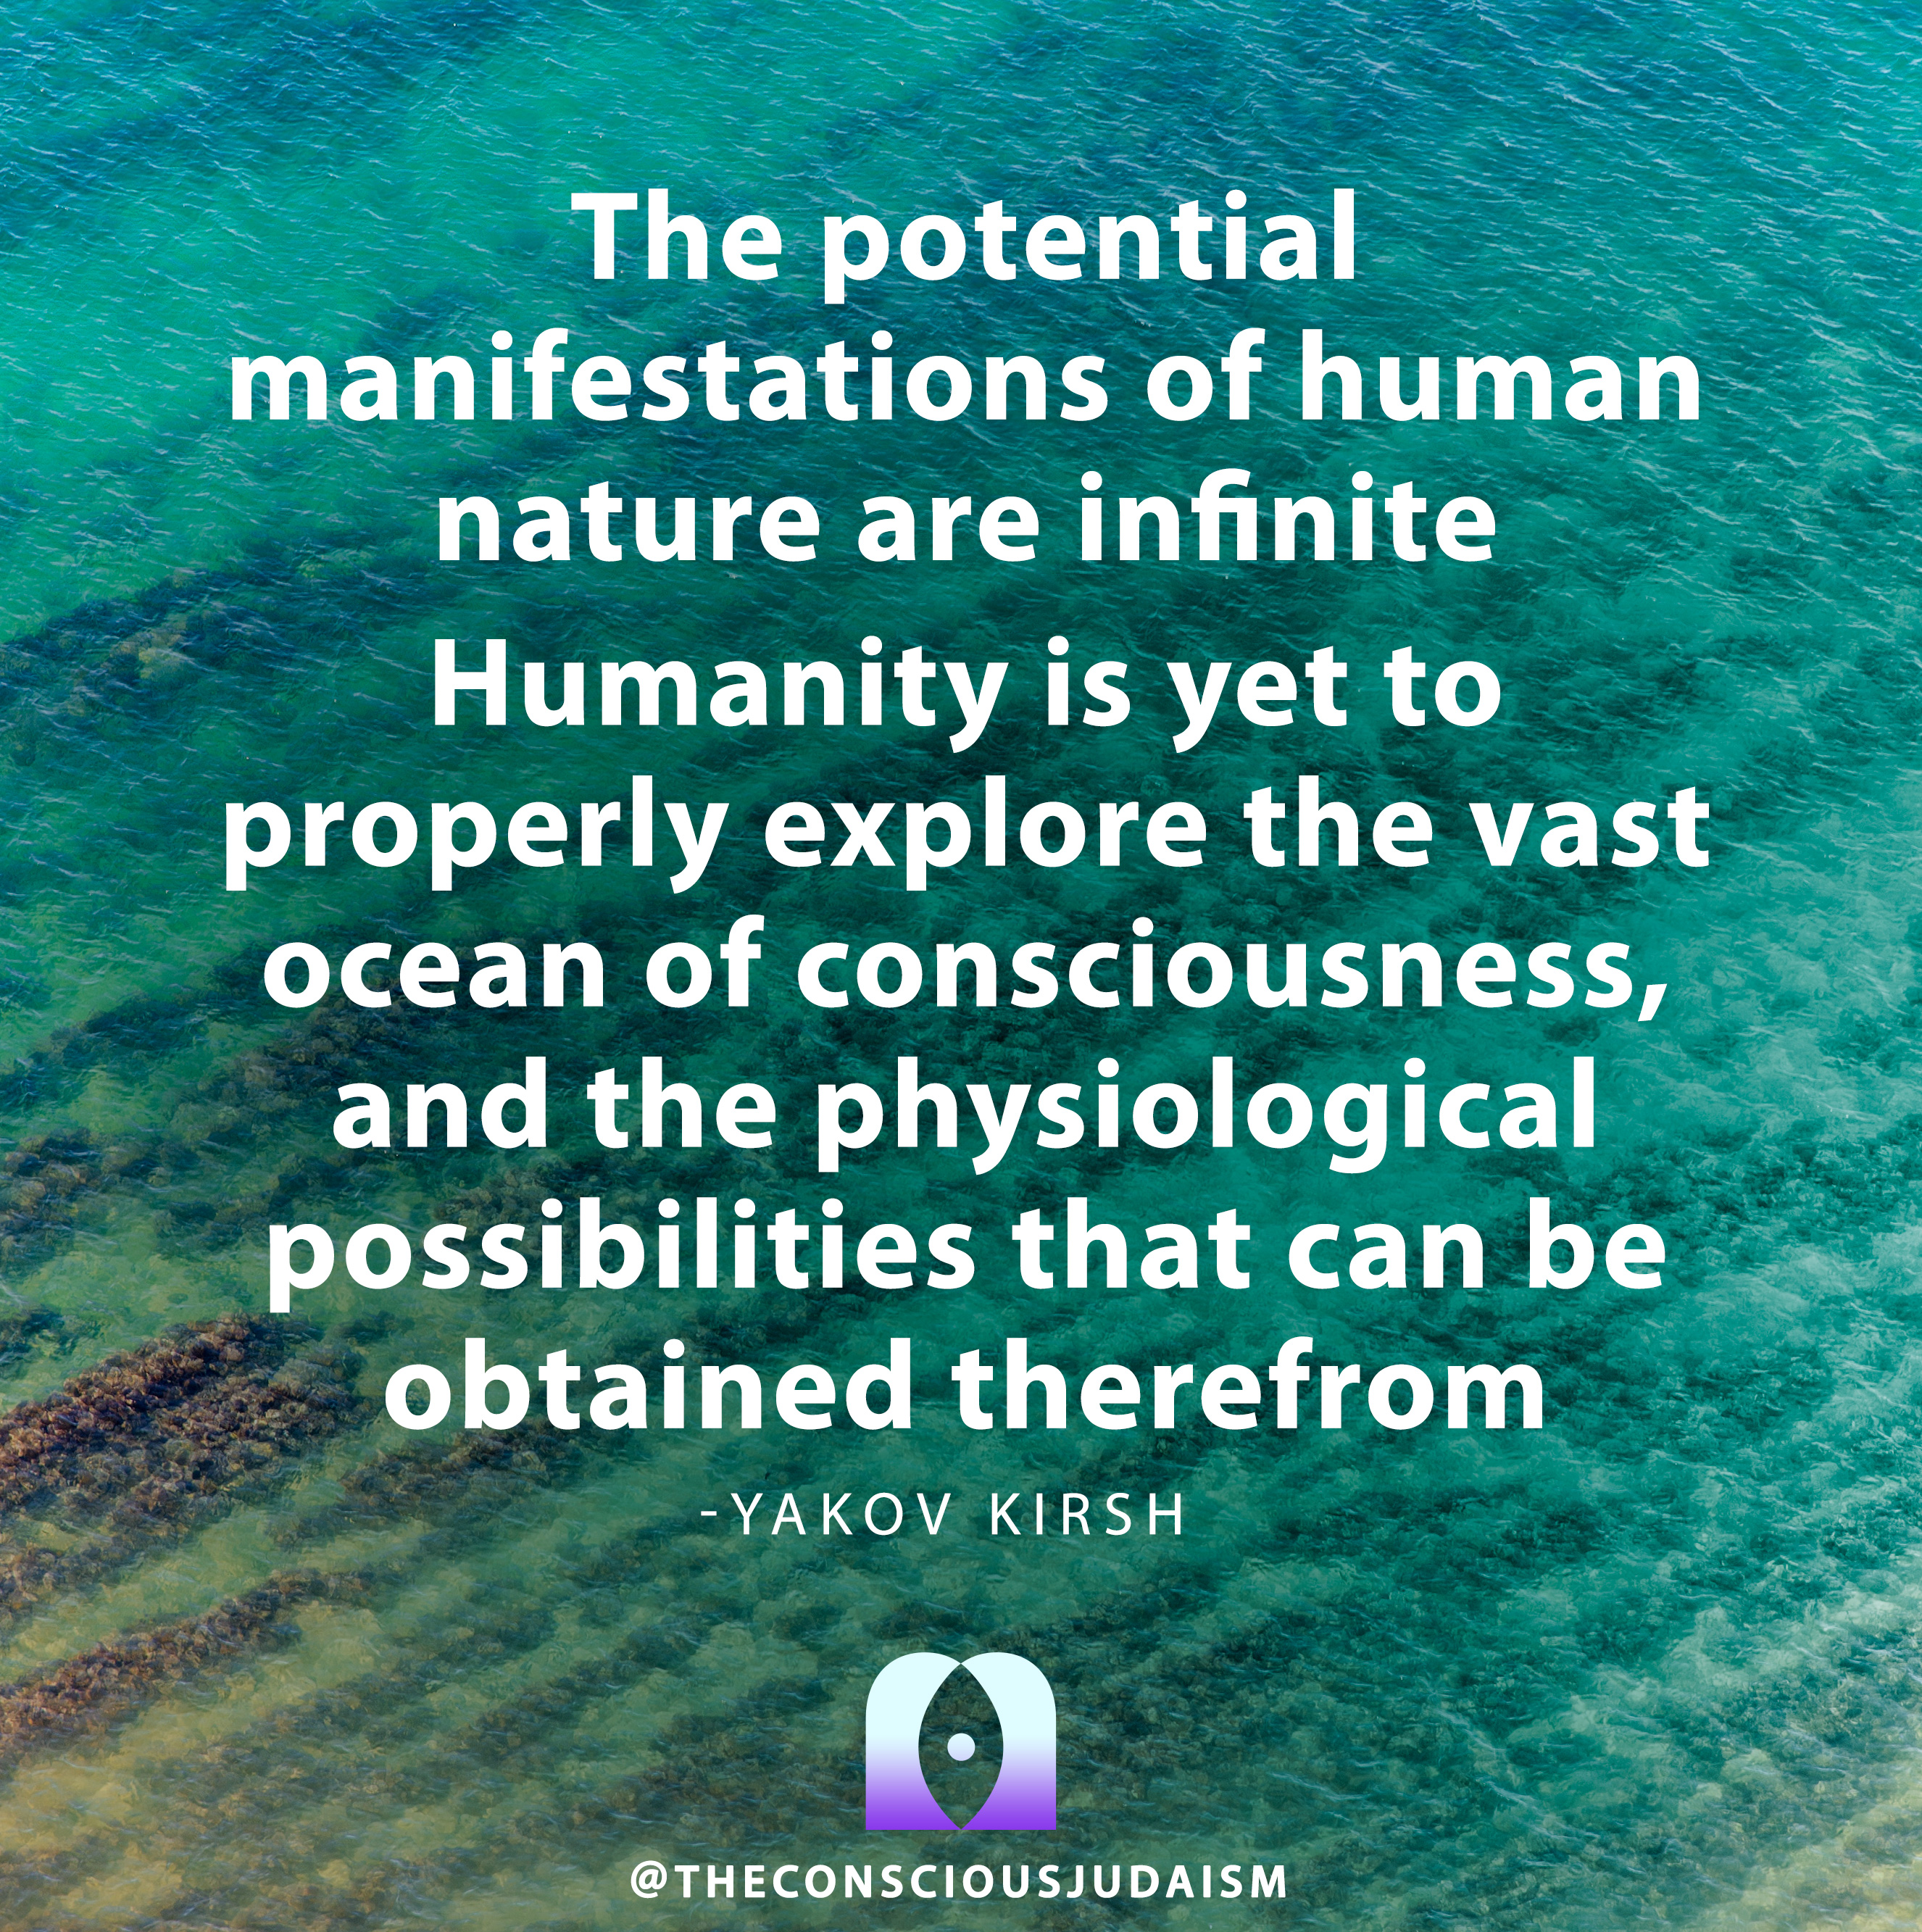 The potential
manifestations of human
nature are infinite
Humanity is yet to
properly explore the vast
ocean of consciousness,
and the physiological
possibilities that can be
obtained therefrom
-YAKOV KIRSH
@THECONSCIOUSJUDAISM